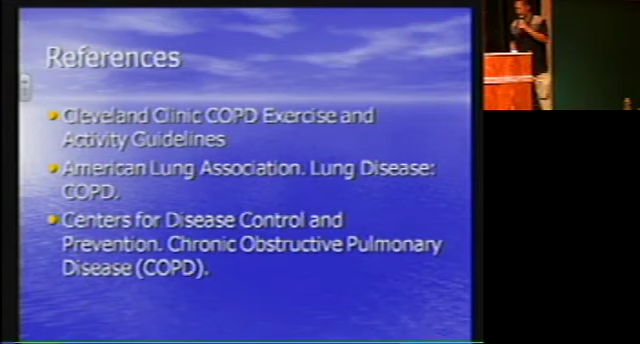 References
Cleveland Clinic COPD Exercise and
Activity Guidelines
American Lung Association. Lung Disease:
COPD.
Centers for Disease Control and
Prevention. Chronic Obstructive Pulmonary
Disease (COPD).